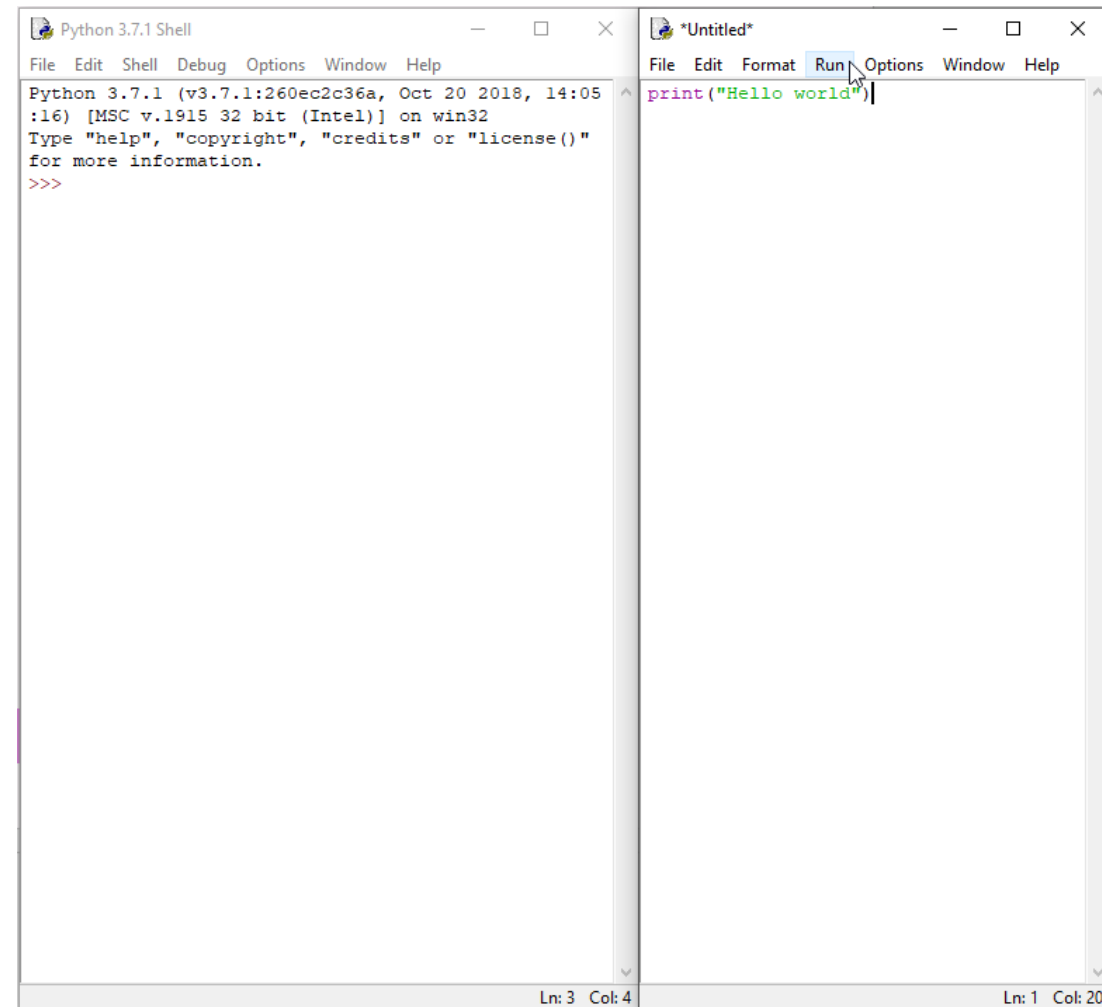 Python 3.7.1 Shell
File Edit Shell Debug Options Window Help
Python 3.7.1 (v3.7.1:260ec2c36a, Oct 20 2018, 14:05
:16) [MSC v.1915 32 bit (Intel)] on win32
Type "help", "copyright", "credits" or "license()"
for more information.
>>>
Ln: 3 Col: 4
*Untitled*
File Edit Format Run Options Window Help
print("Hello world")
Ln: 1 Col: 20